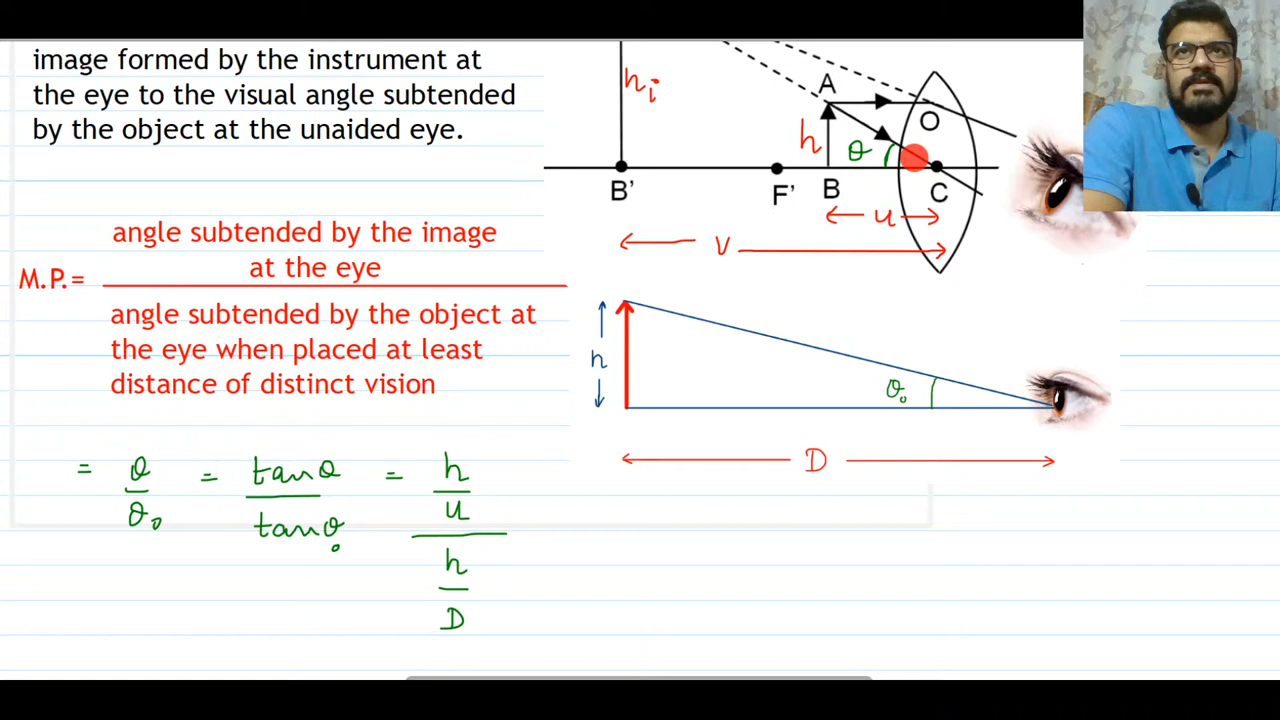 image formed by the instrument at
the eye to the visual angle subtended
by the object at the unaided eye.
hi
A
O
h
θ
B'
F'
B
C
u
v
angle subtended by the image
at the eye
M.P.=
angle subtended by the object at
the eye when placed at least
distance of distinct vision
h
θ₀
D
= θ/θ₀ = tanθ/tanθ₀ = h/u / h/D